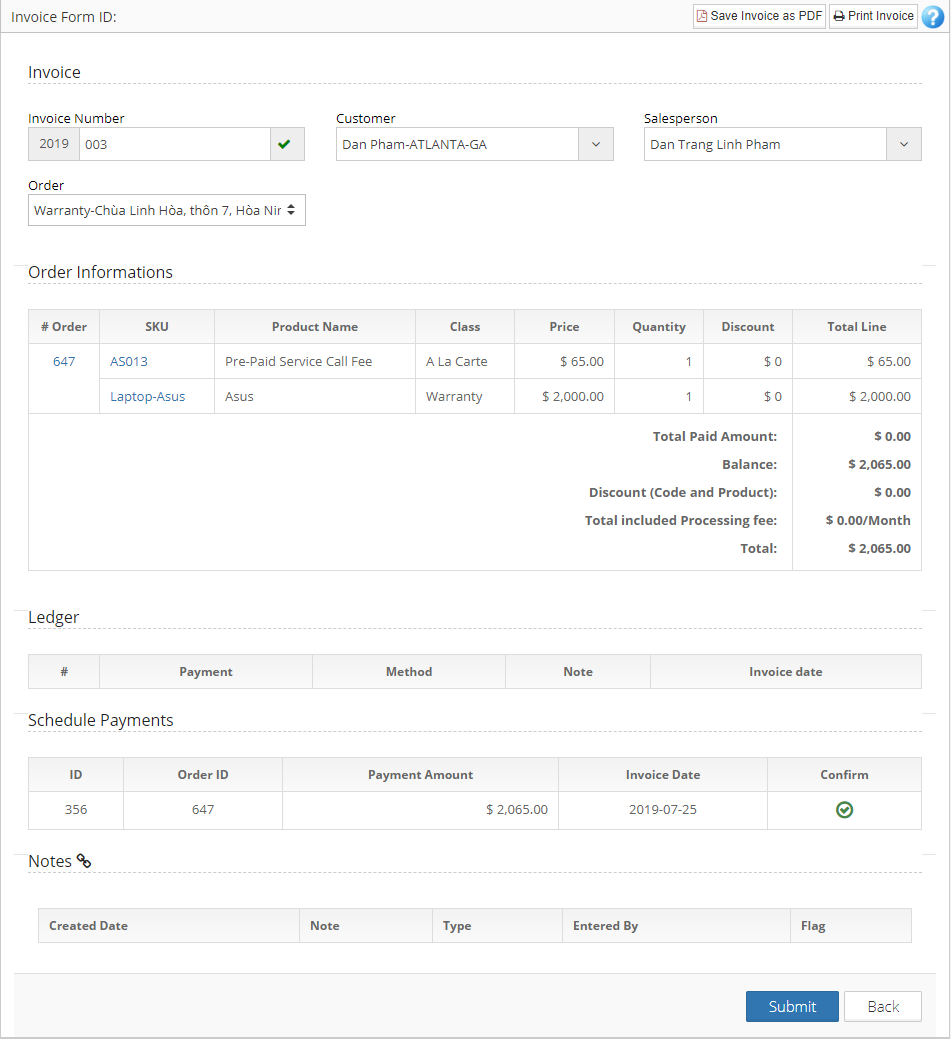 Invoice Form ID:
Save Invoice as PDF
Print Invoice
?
Invoice
Invoice Number
Customer
Salesperson
2019 003
Dan Pham-ATLANTA-GA
Dan Trang Linh Pham
Order
Warranty-Chùa Linh Hòa, thôn 7, Hòa Nin
Order Informations
# Order SKU Product Name Class Price Quantity Discount Total Line
647 AS013 Pre-Paid Service Call Fee A La Carte $ 65.00 1 $ 0 $ 65.00
Laptop-Asus Asus Warranty $ 2,000.00 1 $ 0 $ 2,000.00
Total Paid Amount: $ 0.00
Balance: $ 2,065.00
Discount (Code and Product): $ 0.00
Total included Processing fee: $ 0.00/Month
Total: $ 2,065.00
Ledger
# Payment Method Note Invoice date
Schedule Payments
ID Order ID Payment Amount Invoice Date Confirm
356 647 $ 2,065.00 2019-07-25
Notes
Created Date Note Type Entered By Flag
Submit
Back